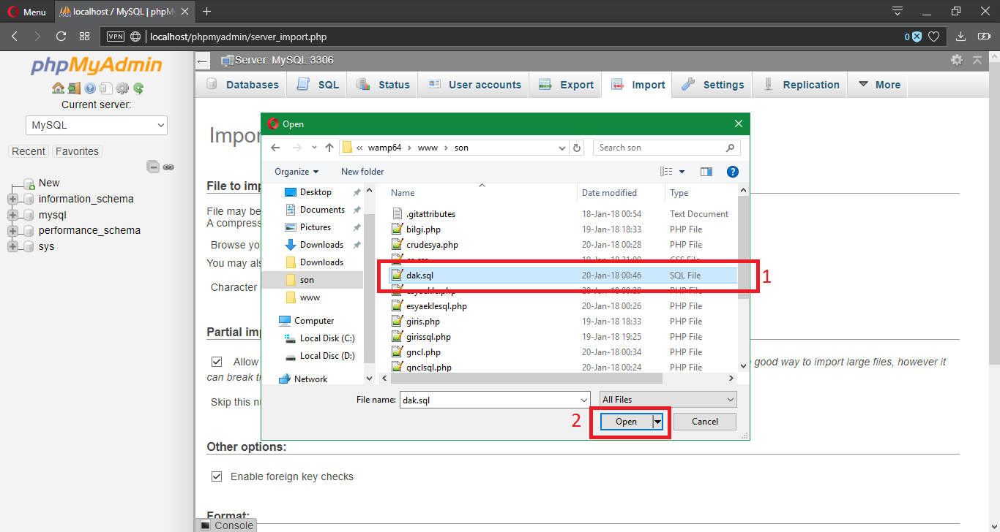 Menu
localhost / MySQL | phpM
VPN
localhost/phpmyadmin/server_import.php
0
phpMyAdmin
Current server:
MySQL
Recent
Favorites
New
information_schema
mysql
performance_schema
sys
Server: MySQL:3306
Databases
SQL
Status
User accounts
Export
Import
Settings
Replication
More
Impor
File to imp
File may be
A compress
Browse yo
You may als
Character
Partial imp
Allow
good way to import large files, however it
can break t
Skip this nu
Other options:
Enable foreign key checks
Format:
Console
Open
« wamp64 > www > son
Search son
Organize
New folder
?
Desktop
Documents
Pictures
Downloads
Downloads
son
www
Computer
Local Disk (C:)
Local Disc (D:)
Network
Name Date modified Type
.gitattributes 18-Jan-18 00:54 Text Document
bilgi.php 19-Jan-18 18:33 PHP File
crudesya.php 20-Jan-18 00:28 PHP File
dak.sql 20-Jan-18 00:46 SQL File
1
esyaeklesql.php 20-Jan-18 00:26 PHP File
giris.php 19-Jan-18 18:33 PHP File
girissql.php 19-Jan-18 19:25 PHP File
gncl.php 20-Jan-18 00:34 PHP File
gnclsql.php 20-Jan-18 00:24 PHP File
File name: dak.sql
All Files
2
Open
Cancel